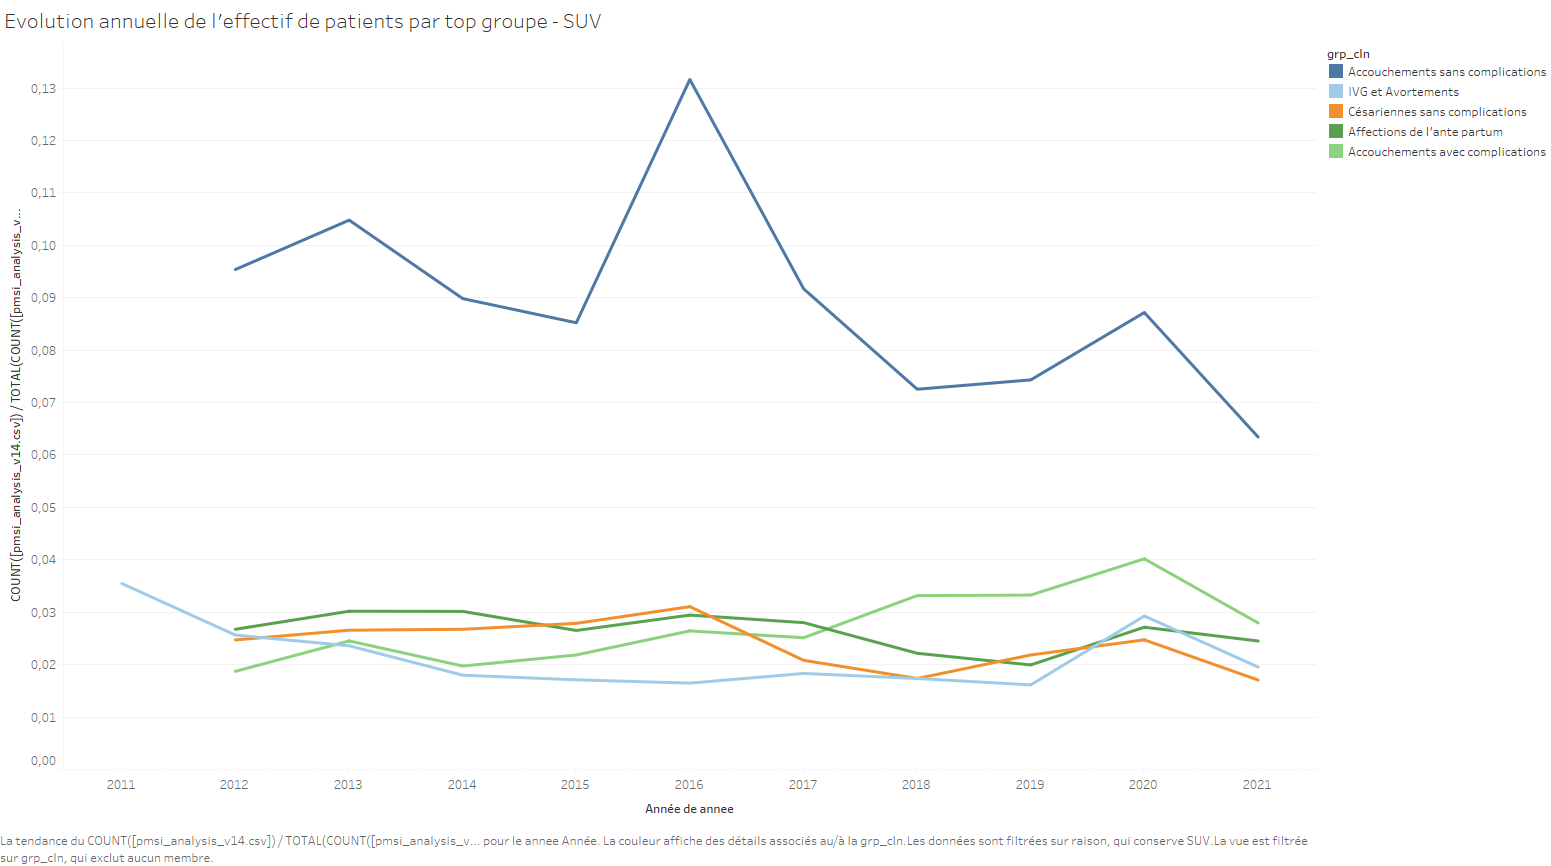 Evolution annuelle de l'effectif de patients par top groupe - SUV
grp_cln
Accouchements sans complications
IVG et Avortements
Césariennes sans complications
Affections de l'ante partum
Accouchements avec complications
COUNT([pmsi_analysis_v14.csv]) / TOTAL(COUNT([pmsi_analysis_v...
0,13
0,12
0,11
0,10
0,09
0,08
0,07
0,06
0,05
0,04
0,03
0,02
0,01
0,00
2011 2012 2013 2014 2015 2016 2017 2018 2019 2020 2021
Année de annee
La tendance du COUNT([pmsi_analysis_v14.csv]) / TOTAL(COUNT([pmsi_analysis_v... pour le annee Année. La couleur affiche des détails associés au/à la grp_cln.Les données sont filtrées sur raison, qui conserve SUV.La vue est filtrée
sur grp_cln, qui exclut aucun membre.